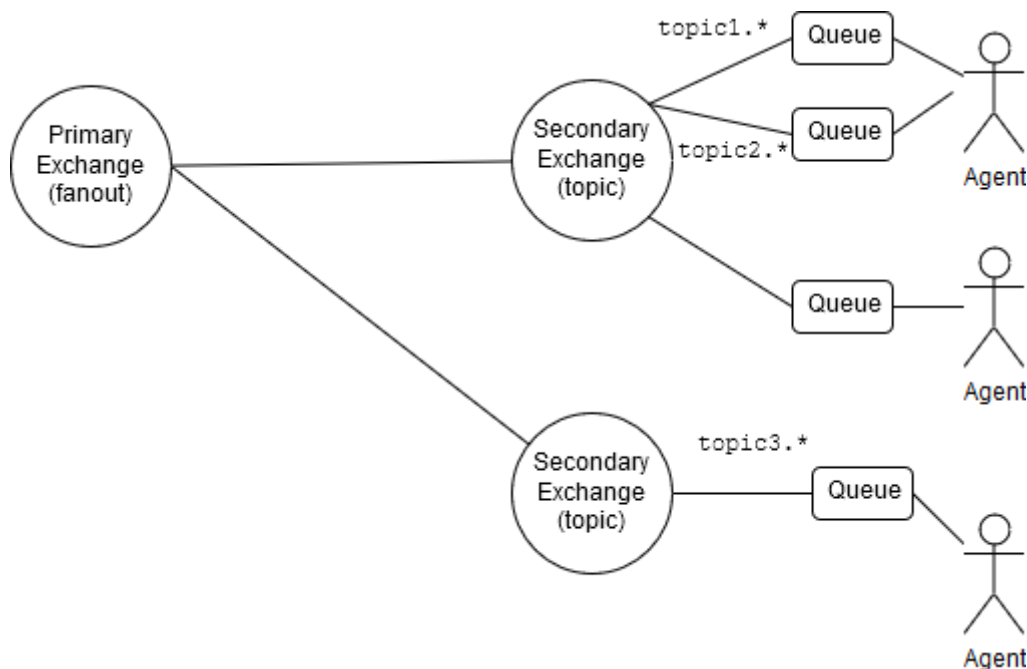 topic1.*
Queue
Primary
Exchange
(fanout)
Secondary
Exchange
(topic)
Queue
topic2.*
Agent
Queue
Agent
topic3.*
Secondary
Exchange
(topic)
Queue
Agent